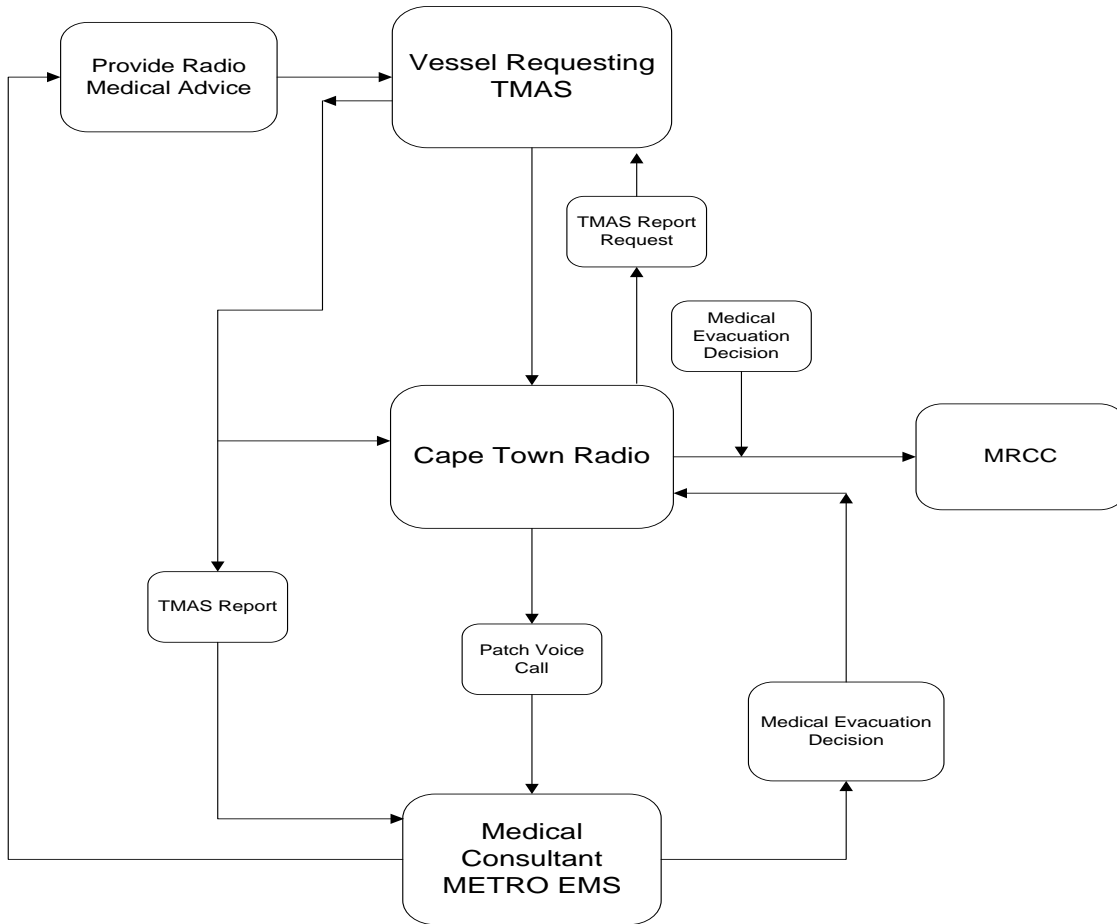 Provide Radio
Medical Advice
Vessel Requesting
TMAS
TMAS Report
Request
Medical
Evacuation
Decision
Cape Town Radio
MRCC
TMAS Report
Patch Voice
Call
Medical Evacuation
Decision
Medical
Consultant
METRO EMS